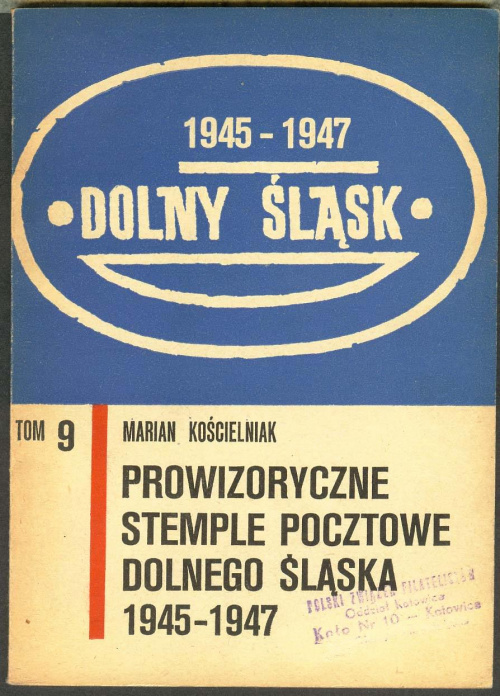 1945 - 1947
DOLNY ŚLĄSK
TOM 9
MARIAN KOŚCIELNIAK
PROWIZORYCZNE
STEMPLE POCZTOWE
DOLNEGO ŚLĄSKA
1945-1947
POLSKI ZWIĄZEK FILATELISTÓW
Oddział Katowice
Koło Nr 10 — Katowice